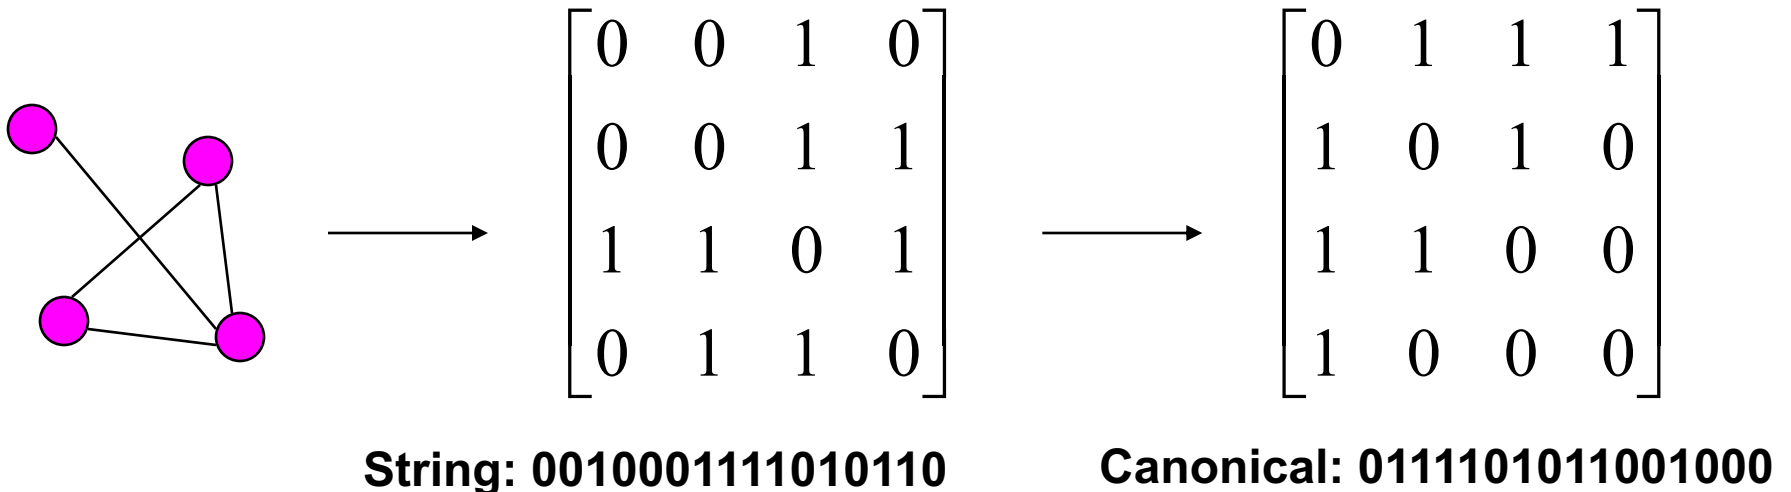 0 0 1 0
0 0 1 1
1 1 0 1
0 1 1 0
0 1 1 1
1 0 1 0
1 1 0 0
1 0 0 0
String: 0010001111010110
Canonical: 0111101011001000